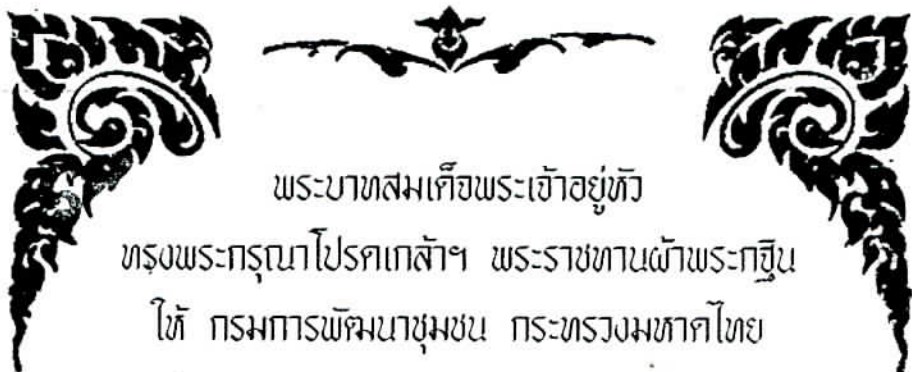 พระบาทสมเด็จพระเจ้าอยู่หัว
ทรงพระกรุณาโปรดเกล้าฯ พระราชทานผ้าพระกฐิน
ให้ กรมการพัฒนาชุมชน กระทรวงมหาดไทย